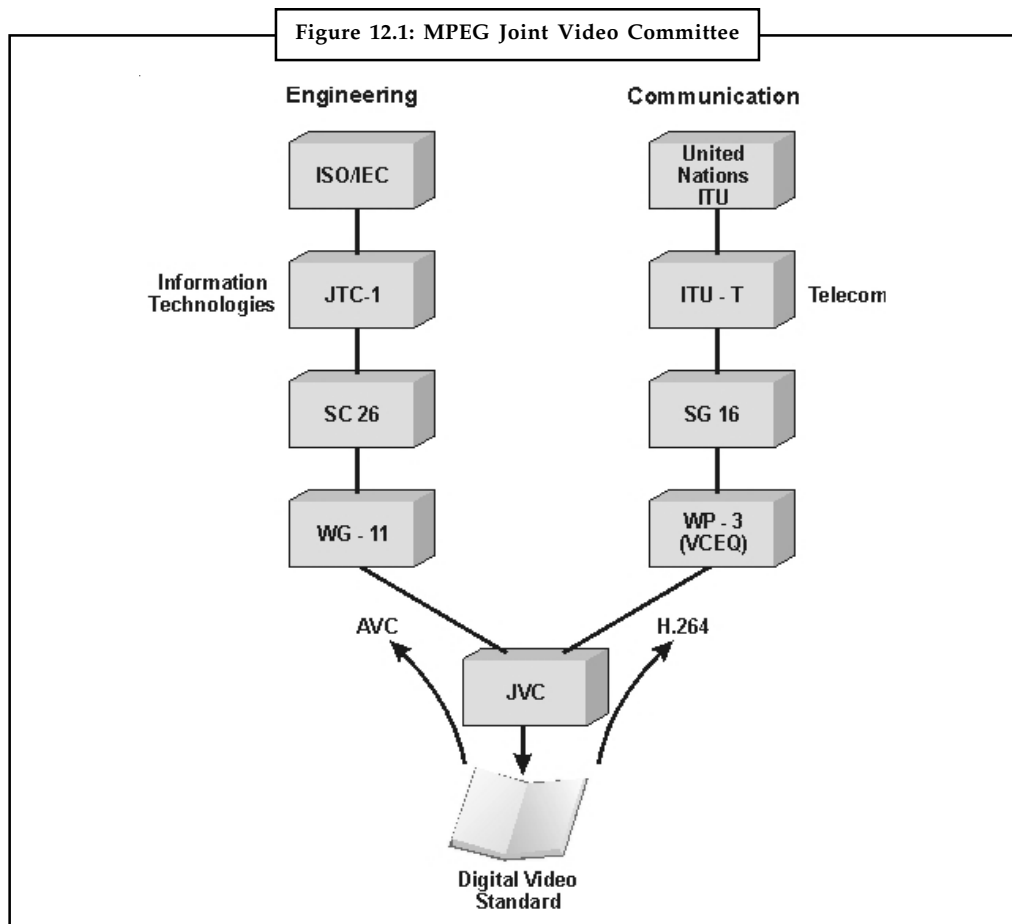 Figure 12.1: MPEG Joint Video Committee
Engineering
Communication
ISO/IEC
United
Nations
ITU
Information
Technologies
JTC-1
ITU - T
Telecom
SC 26
SG 16
WG - 11
WP - 3
(VCEQ)
AVC
H.264
JVC
Digital Video
Standard